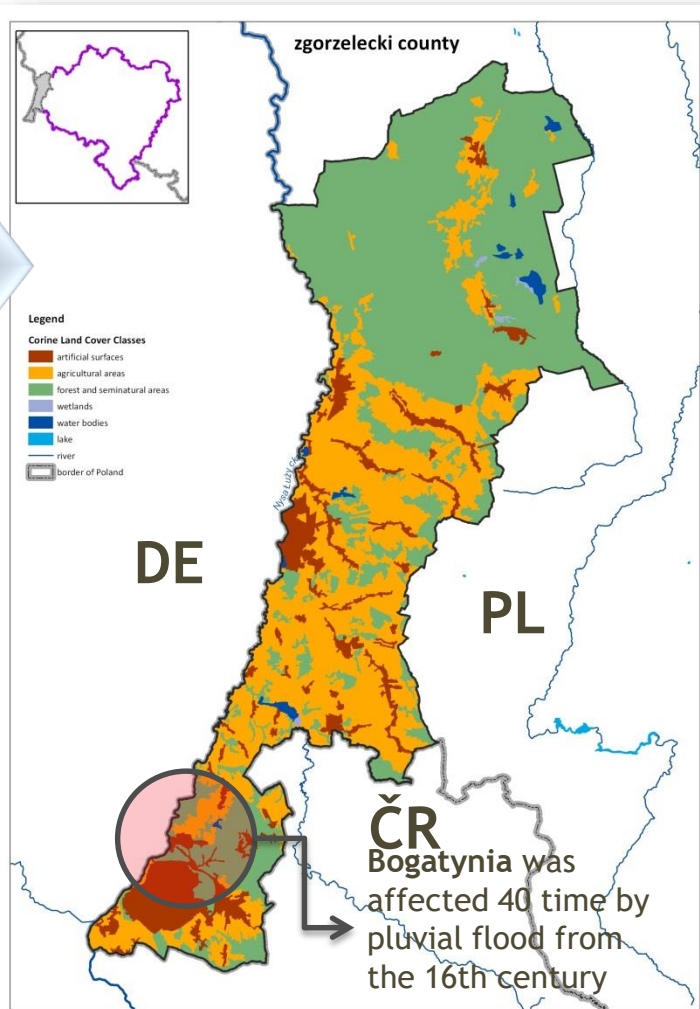 zgorzelecki county
Legend
Corine Land Cover Classes
artificial surfaces
agricultural areas
forest and seminatural areas
wetlands
water bodies
lake
river
border of Poland
DE
PL
ČR
Bogatynia was
affected 40 time by
pluvial flood from
the 16th century